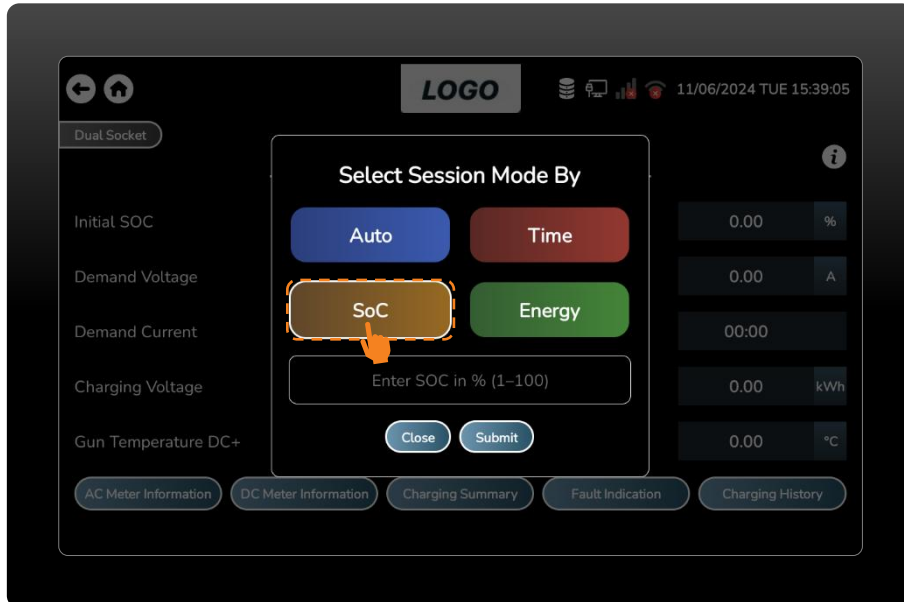 LOGO
11/06/2024 TUE 15:39:05
Dual Socket
i
Select Session Mode By
Initial SOC
Auto
Time
0.00 %
Demand Voltage
0.00 A
SoC
Energy
Demand Current
00:00
Enter SOC in % (1–100)
Charging Voltage
0.00 kWh
Close
Submit
Gun Temperature DC+
0.00 °C
AC Meter Information
DC Meter Information
Charging Summary
Fault Indication
Charging History